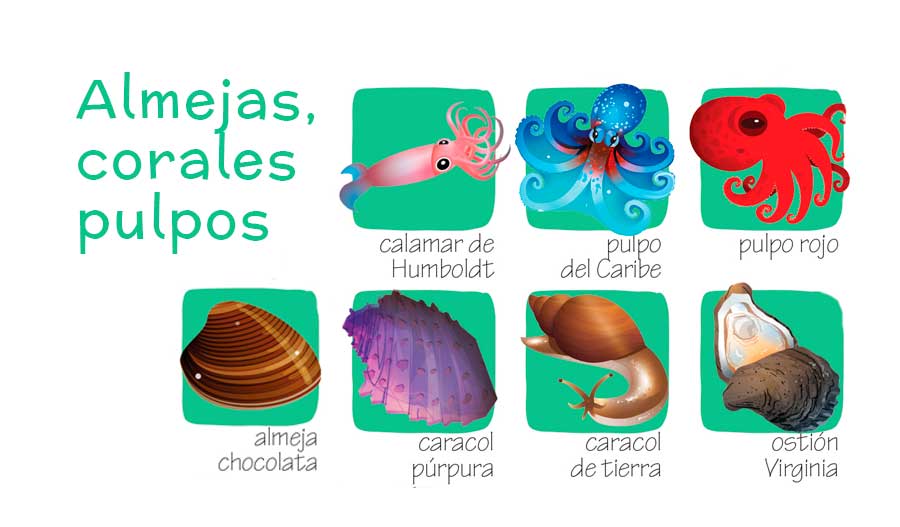 Almejas,
corales
pulpos
calamar de
Humboldt
pulpo
del Caribe
pulpo rojo
almeja
chocolata
caracol
púrpura
caracol
de tierra
ostión
Virginia